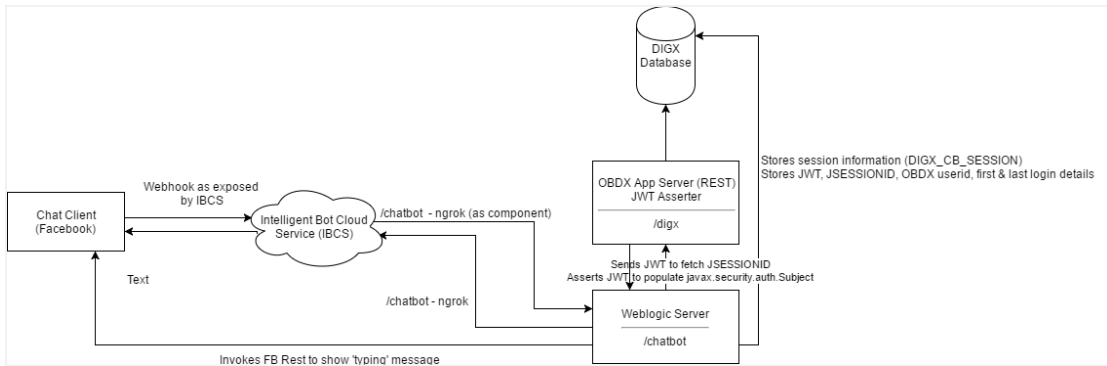 DIGX
Database
Stores session information (DIGX_CB_SESSION)
Stores JWT, JSESSIONID, OBDX userid, first & last login details
OBDX App Server (REST)
JWT Asserter
/digx
Webhook as exposed
by IBCS
Chat Client
(Facebook)
Intelligent Bot Cloud
Service (IBCS)
/chatbot - ngrok (as component)
Sends JWT to fetch JSESSIONID
Asserts JWT to populate javax.security.auth.Subject
Text
/chatbot - ngrok
Weblogic Server
/chatbot
Invokes FB Rest to show 'typing' message